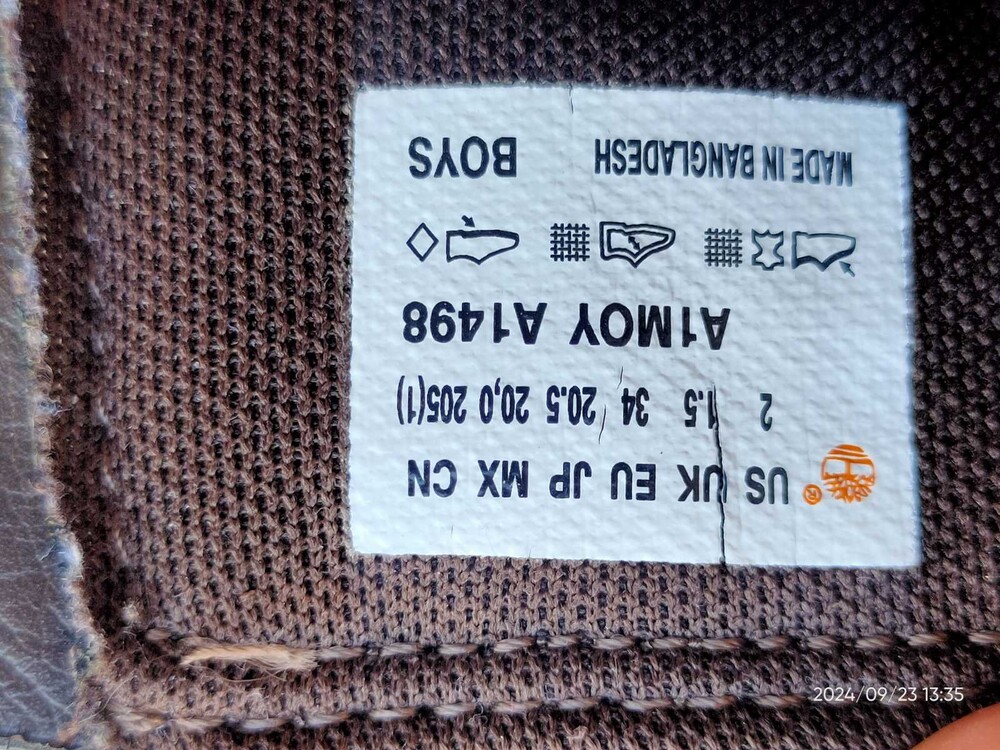 US UK EU JP MX CN
2 1.5 34 20.5 20,0 205(1)
A1MOY A1498
MADE IN BANGLADESH BOYS
2024/09/23 13:35